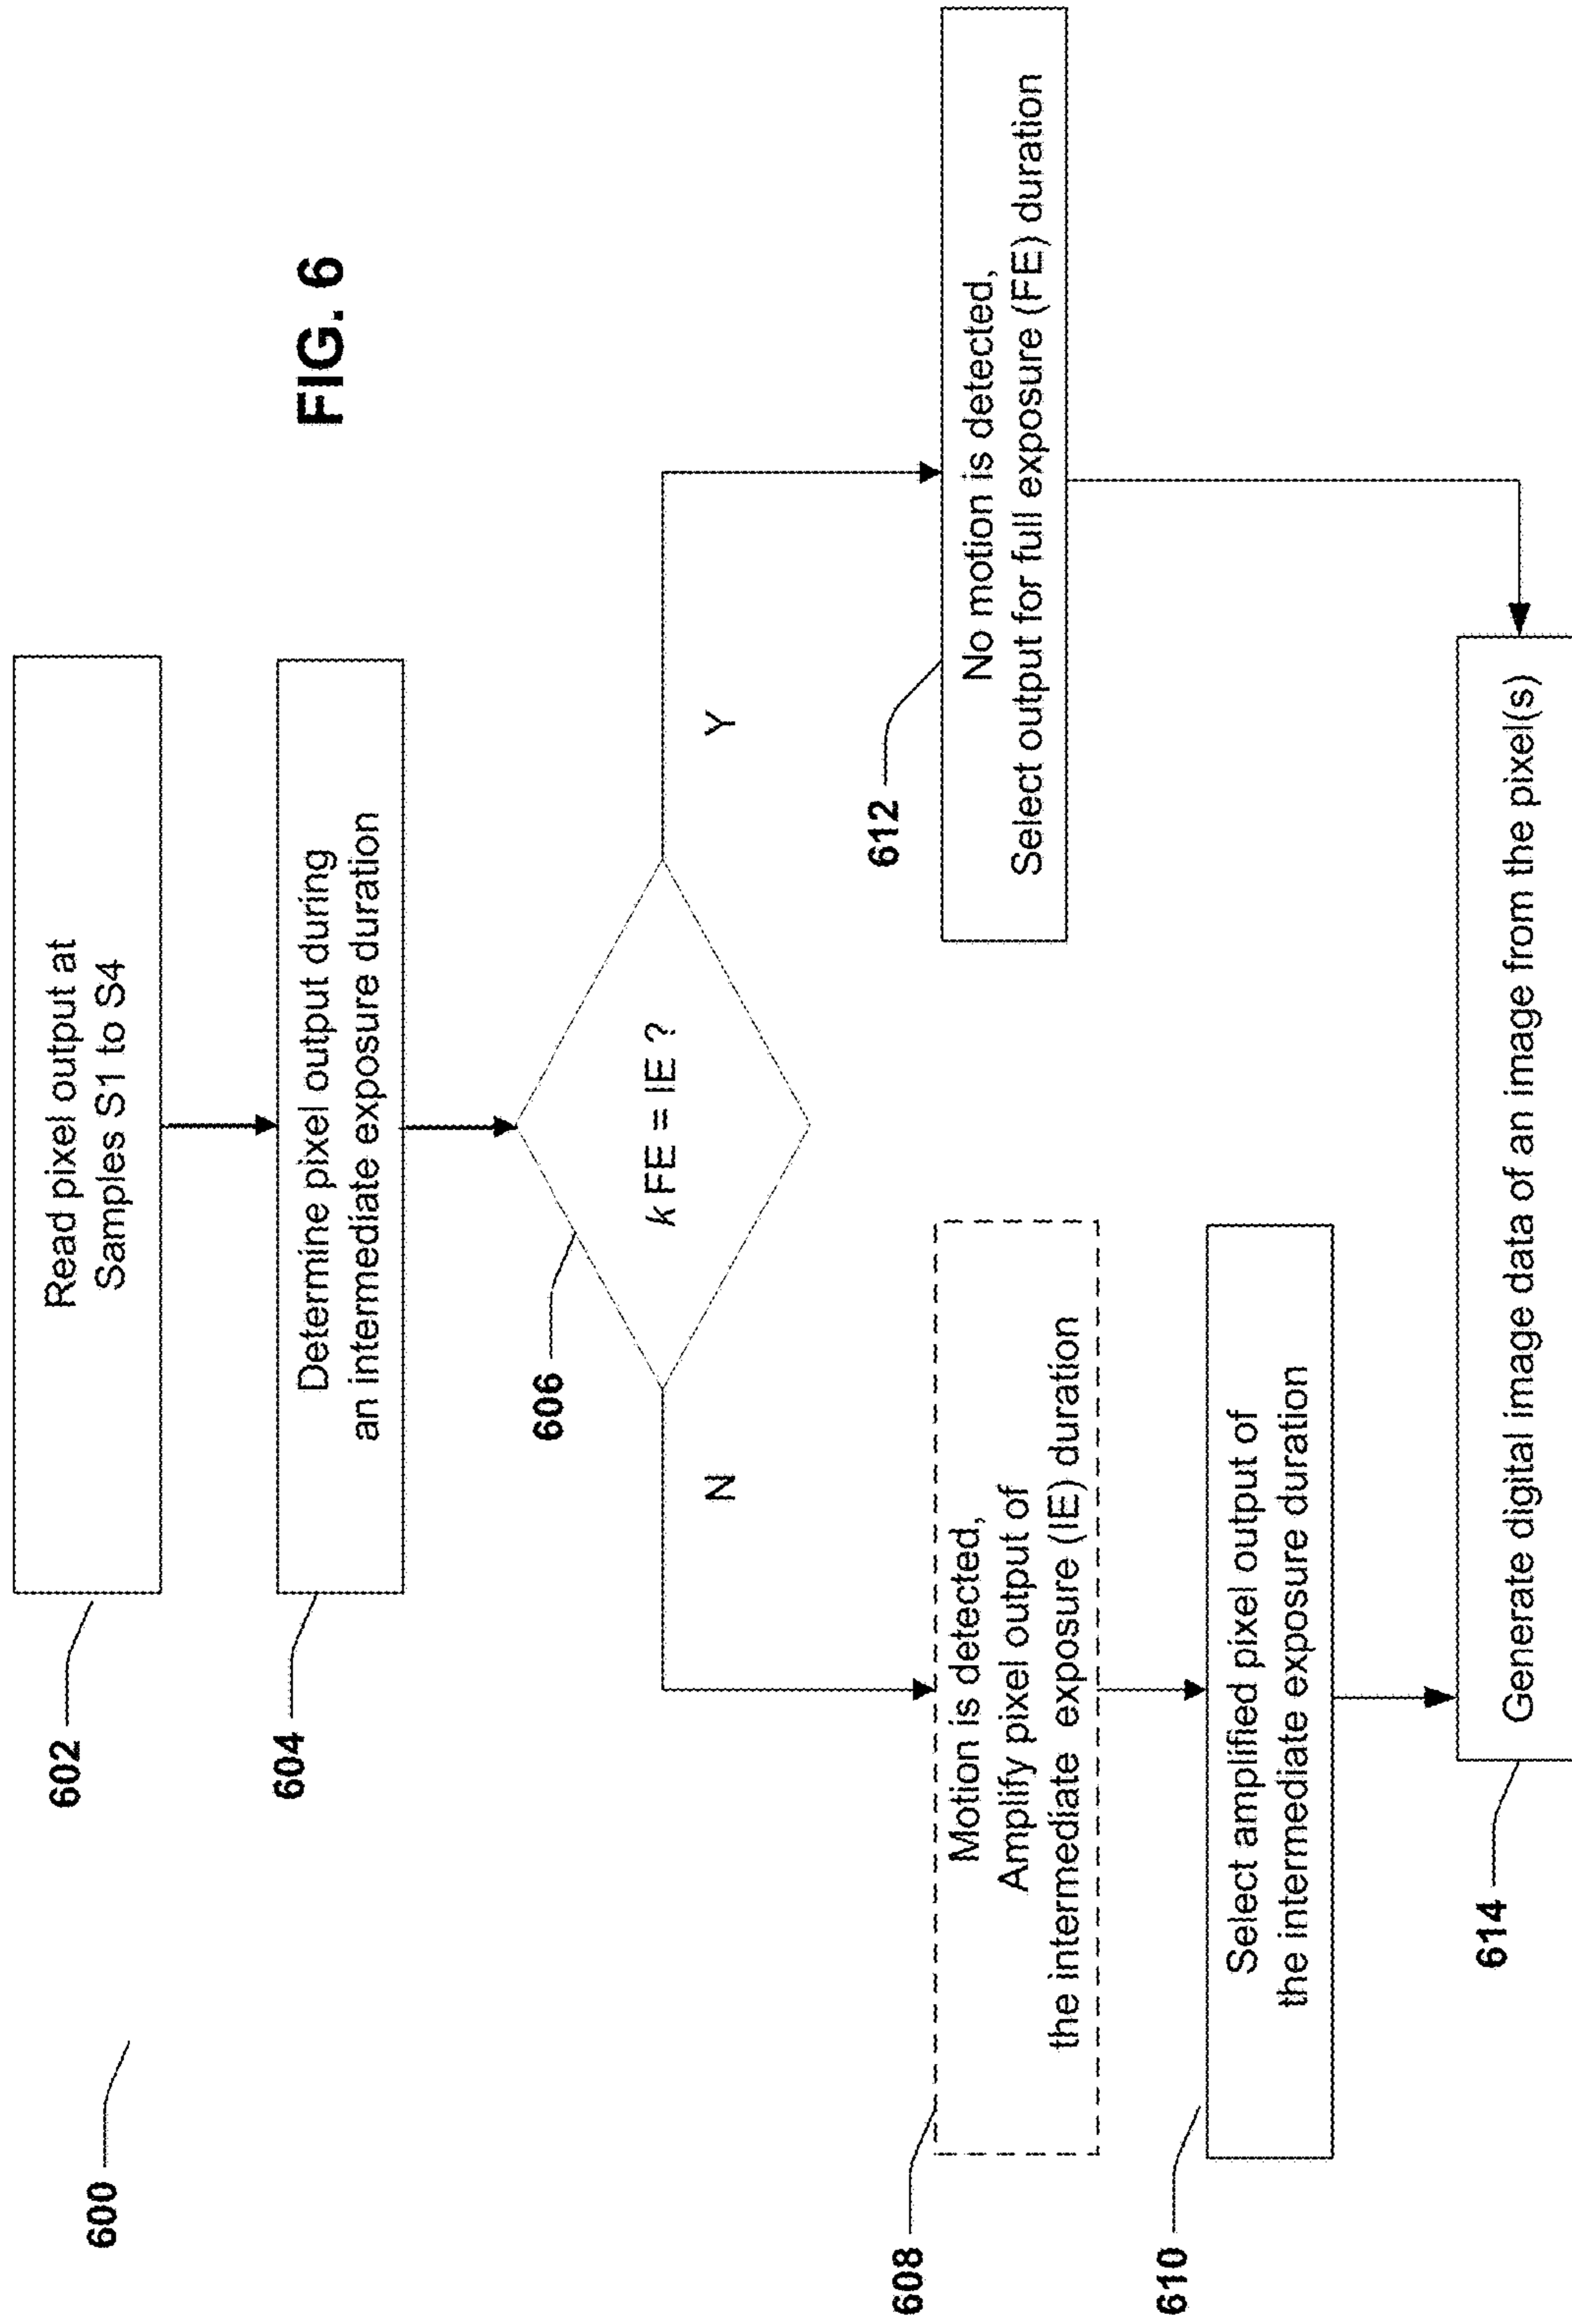 600
602
Read pixel output at
Samples S1 to S4
604
Determine pixel output during
an intermediate exposure duration
FIG. 6
606
k FE = IE ?
N
Y
608
Motion is detected,
Amplify pixel output of
the intermediate exposure (IE) duration
612
No motion is detected,
Select output for full exposure (FE) duration
610
Select amplified pixel output of
the intermediate exposure duration
614
Generate digital image data of an image from the pixel(s)